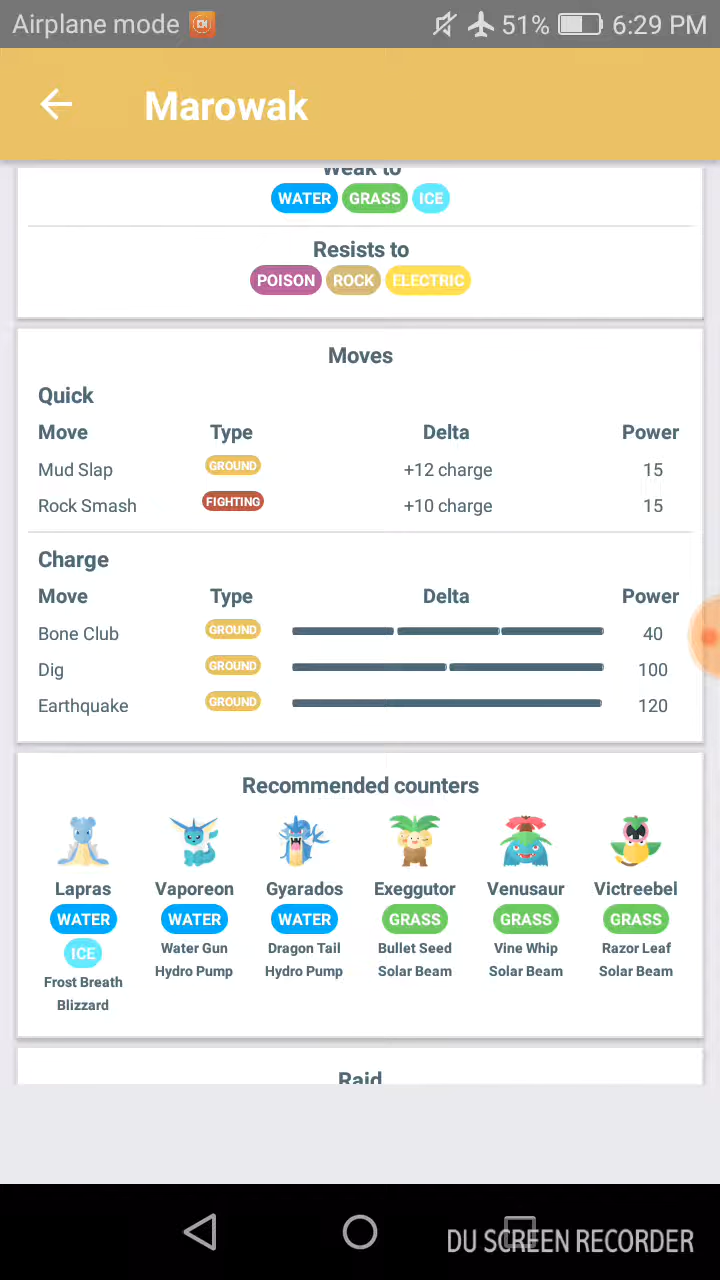 Airplane mode 51% 6:29 PM
Marowak
Weak to
WATER GRASS ICE
Resists to
POISON ROCK ELECTRIC
Moves
Quick
Move Type Delta Power
Mud Slap GROUND +12 charge 15
Rock Smash FIGHTING +10 charge 15
Charge
Move Type Delta Power
Bone Club GROUND 40
Dig GROUND 100
Earthquake GROUND 120
Recommended counters
Lapras Vaporeon Gyarados Exeggutor Venusaur Victreebel
WATER WATER WATER GRASS GRASS GRASS
ICE Water Gun Dragon Tail Bullet Seed Vine Whip Razor Leaf
Frost Breath Hydro Pump Hydro Pump Solar Beam Solar Beam Solar Beam
Blizzard
Raid
DU SCREEN RECORDER